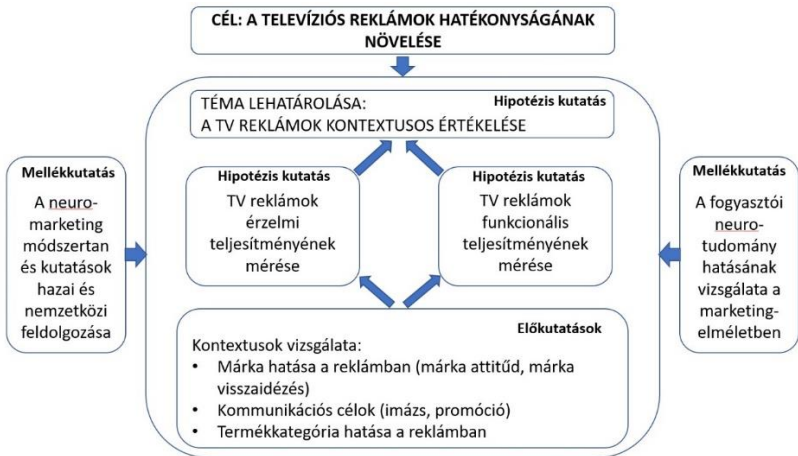 CÉL: A TELEVÍZIÓS REKLÁMOK HATÉKONYSÁGÁNAK
NÖVELÉSE
TÉMA LEHATÁROLÁSA:
Hipotézis kutatás
A TV REKLÁMOK KONTEXTUSOS ÉRTÉKELÉSE
Mellékkutatás
A neuro-
marketing
módszertan
és kutatások
hazai és
nemzetközi
feldolgozása
Hipotézis kutatás
TV reklámok
érzelmi
teljesítményének
mérése
Hipotézis kutatás
TV reklámok
funkcionális
teljesítményének
mérése
Mellékkutatás
A fogyasztói
neuro-
tudomány
hatásának
vizsgálata a
marketing-
elméletben
Előkutatások
Kontextusok vizsgálata:
• Márka hatása a reklámban (márka attitűd, márka
visszaidézés)
• Kommunikációs célok (imázs, promóció)
• Termékkategória hatása a reklámban